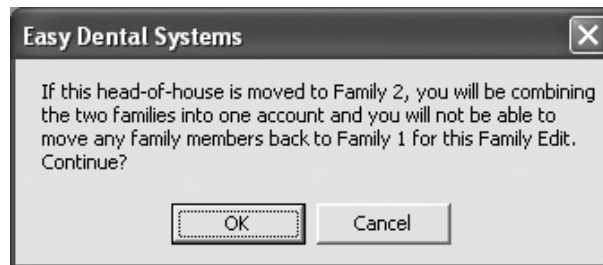 Easy Dental Systems
If this head-of-house is moved to Family 2, you will be combining
the two families into one account and you will not be able to
move any family members back to Family 1 for this Family Edit.
Continue?
OK Cancel